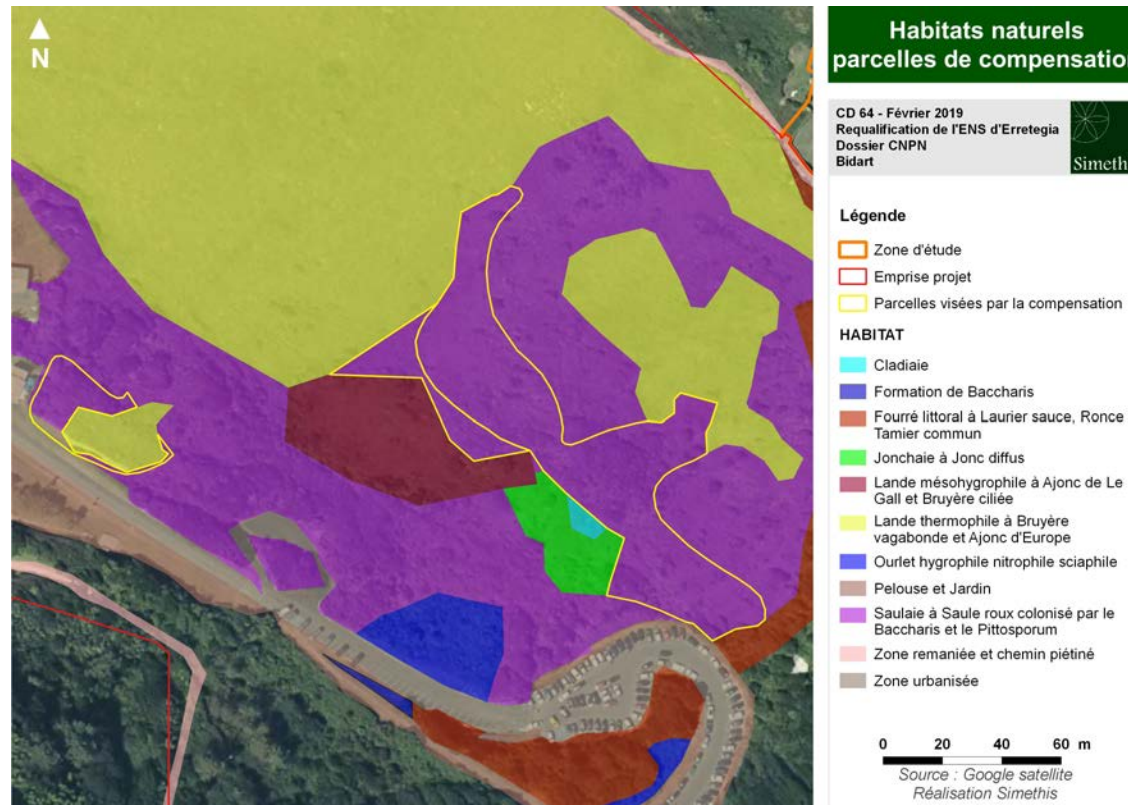 N
Habitats naturels
parcelles de compensation
CD 64 - Février 2019
Requalification de l'ENS d'Erretegia
Dossier CNPN
Bidart
Simeth
Légende
Zone d'étude
Emprise projet
Parcelles visées par la compensation
HABITAT
Cladiaie
Formation de Baccharis
Fourré littoral à Laurier sauce, Ronce
Tamier commun
Jonchaie à Jonc diffus
Lande mésohygrophile à Ajonc de Le
Gall et Bruyère ciliée
Lande thermophile à Bruyère
vagabonde et Ajonc d'Europe
Ourlet hygrophile nitrophile sciaphile
Pelouse et Jardin
Saulaie à Saule roux colonisé par le
Baccharis et le Pittosporum
Zone remaniée et chemin piétiné
Zone urbanisée
0 20 40 60 m
Source : Google satellite
Réalisation Simethis